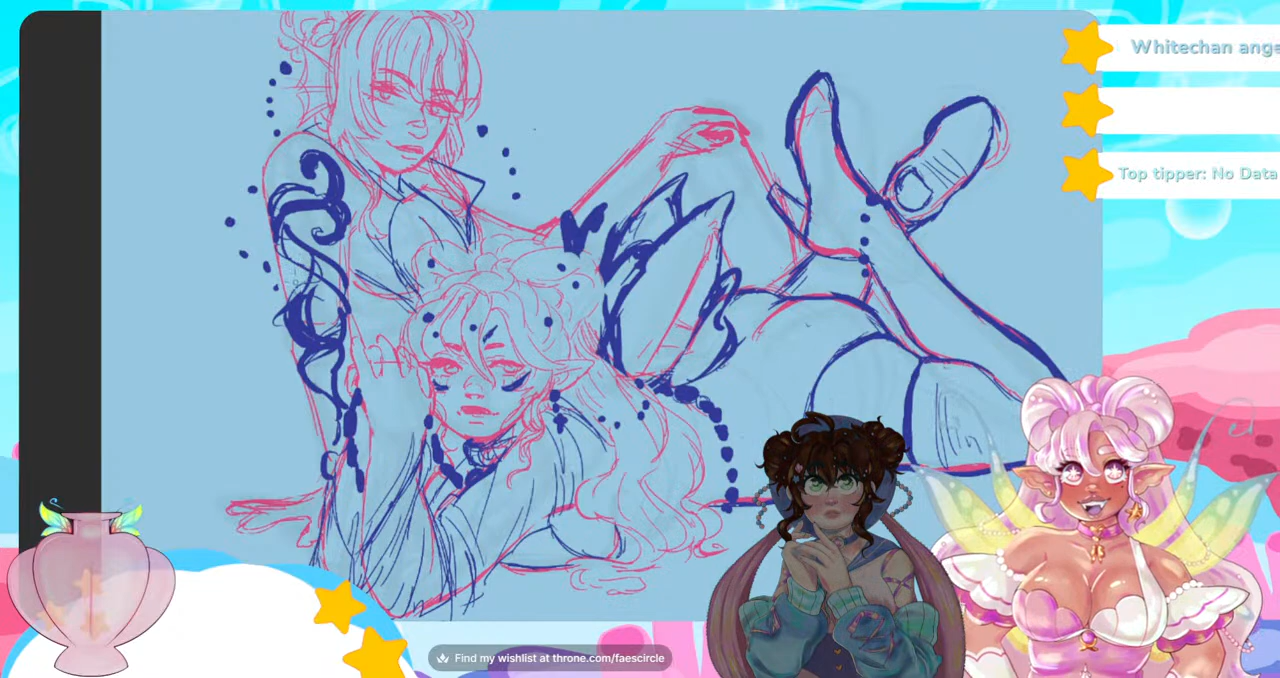 Whitechan ange
Top tipper: No Data
Find my wishlist at throne.com/faescircle